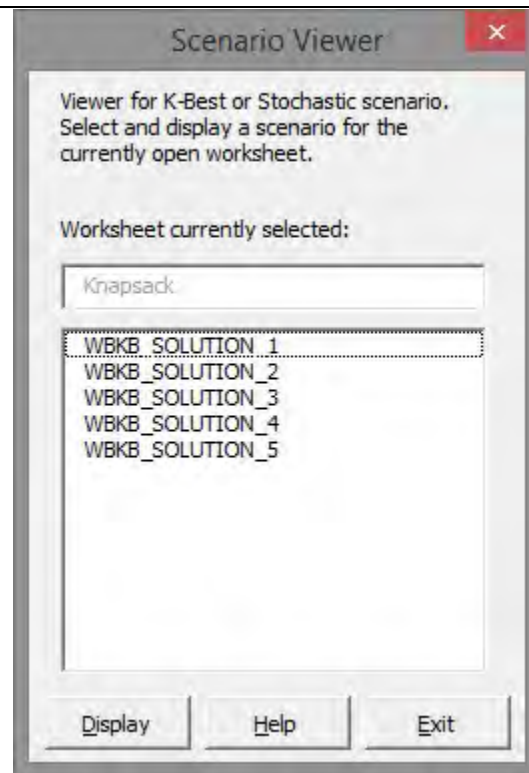 Scenario Viewer
Viewer for K-Best or Stochastic scenario.
Select and display a scenario for the
currently open worksheet.
Worksheet currently selected:
Knapsack
WBKB_SOLUTION_1
WBKB_SOLUTION_2
WBKB_SOLUTION_3
WBKB_SOLUTION_4
WBKB_SOLUTION_5
Display Help Exit